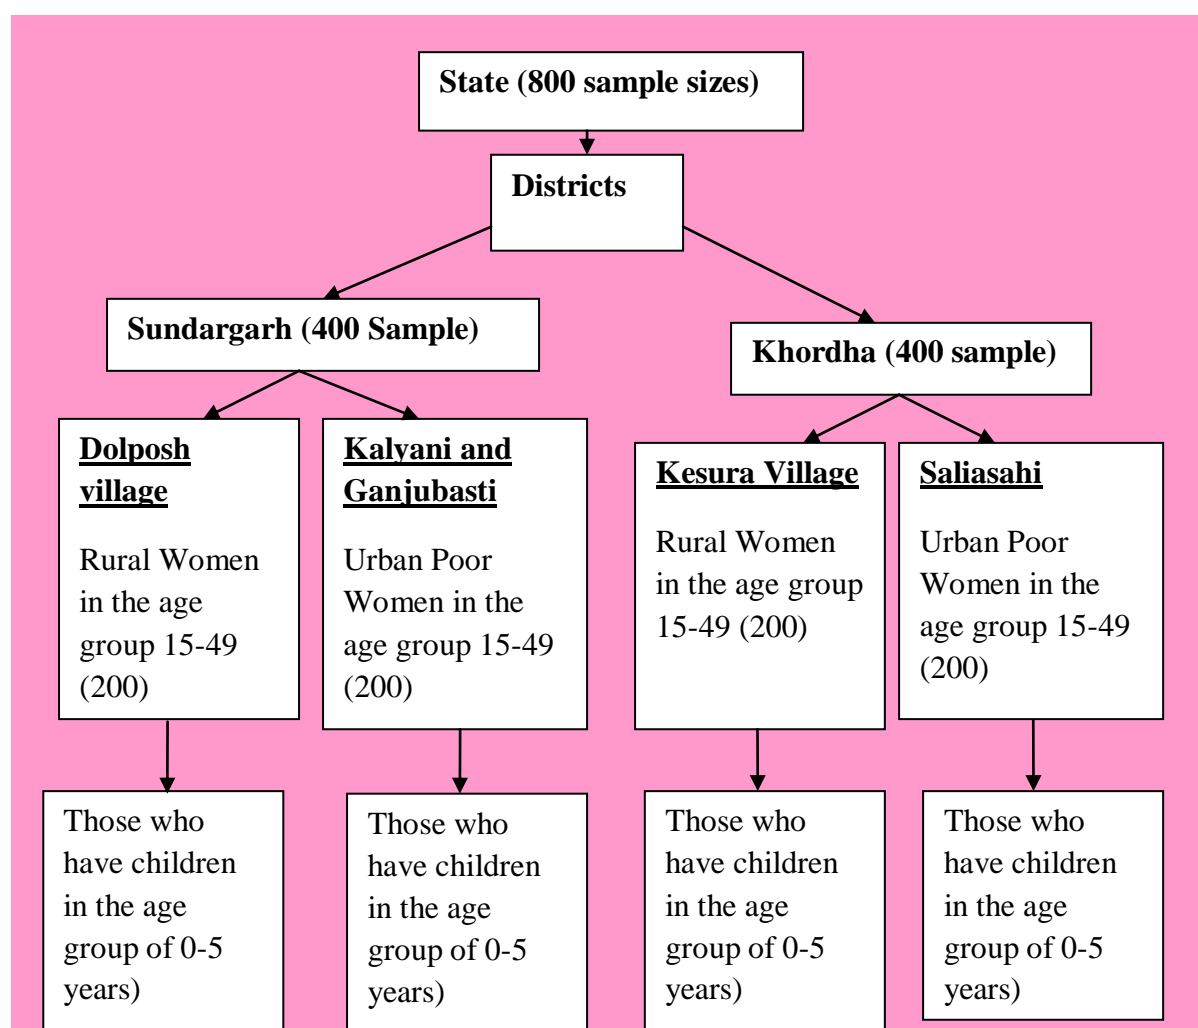 State (800 sample sizes)
Districts
Sundargarh (400 Sample)
Khordha (400 sample)
Dolposh
village
Rural Women
in the age
group 15-49
(200)
Kalyani and
Ganjubasti
Urban Poor
Women in the
age group 15-49
(200)
Kesura Village
Rural Women
in the age group
15-49 (200)
Saliasahi
Urban Poor
Women in the
age group 15-49
(200)
Those who
have children
in the age
group of 0-5
years)
Those who
have children
in the age
group of 0-5
years)
Those who
have children
in the age
group of 0-5
years)
Those who
have children
in the age
group of 0-5
years)